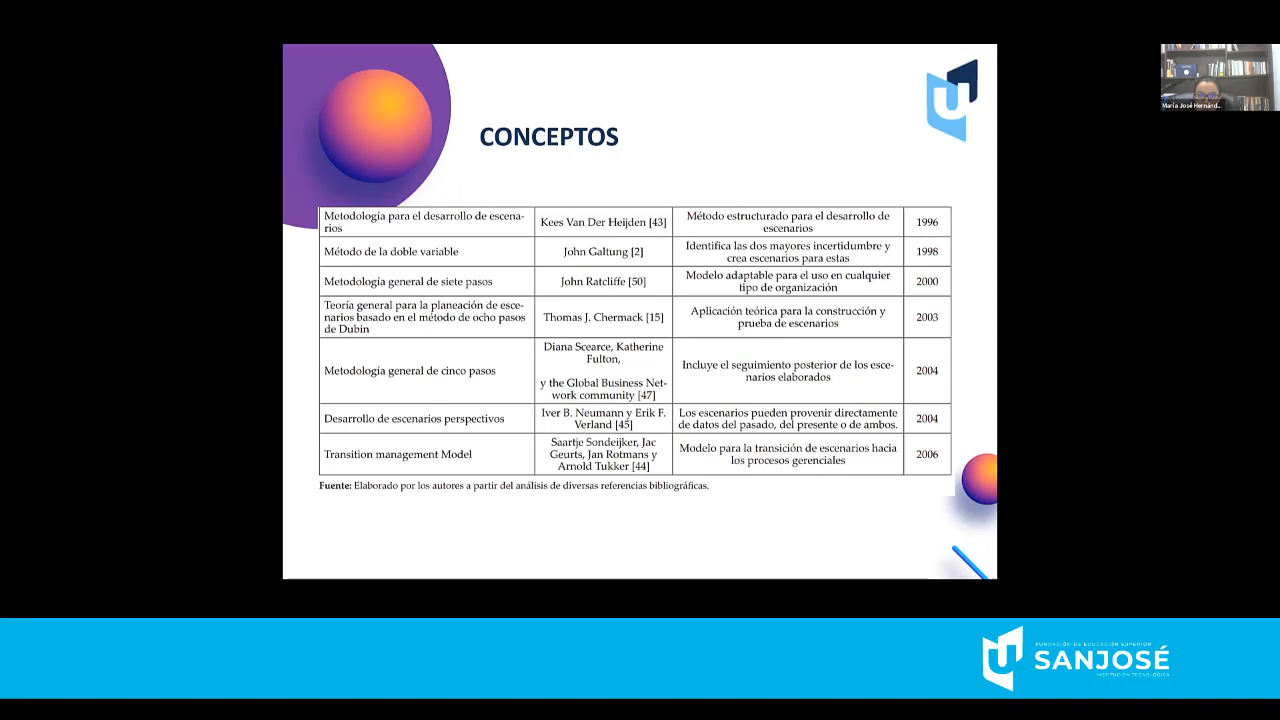 María José Hernánd...
CONCEPTOS
Metodología para el desarrollo de escena-
rios
Kees Van Der Heijden [43]
Método estructurado para el desarrollo de
escenarios
1996
Método de la doble variable
John Galtung [2]
Identifica las dos mayores incertidumbre y
crea escenarios para estas
1998
Metodología general de siete pasos
John Ratcliffe [50]
Modelo adaptable para el uso en cualquier
tipo de organización
2000
Teoría general para la planeación de esce-
narios basado en el método de ocho pasos
de Dubin
Thomas J. Chermack [15]
Aplicación teórica para la construcción y
prueba de escenarios
2003
Metodología general de cinco pasos
Diana Scearce, Katherine
Fulton,
y the Global Business Net-
work community [47]
Incluye el seguimiento posterior de los esce-
narios elaborados
2004
Desarrollo de escenarios perspectivos
Iver B. Neumann y Erik F.
Verland [45]
Los escenarios pueden provenir directamente
de datos del pasado, del presente o de ambos.
2004
Transition management Model
Saartje Sondeijker, Jac
Geurts, Jan Rotmans y
Arnold Tukker [44]
Modelo para la transición de escenarios hacia
los procesos gerenciales
2006
Fuente: Elaborado por los autores a partir del análisis de diversas referencias bibliográficas.
FUNDACIÓN DE EDUCACIÓN SUPERIOR
SANJOSÉ
INSTITUCIÓN TECNOLÓGICA